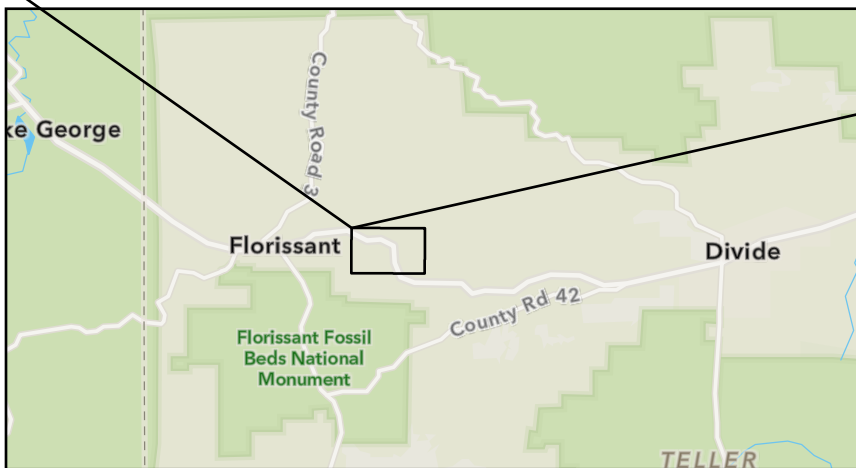 ke George
County Road 3
Florissant
Divide
County Rd 42
Florissant Fossil
Beds National
Monument
TELLER